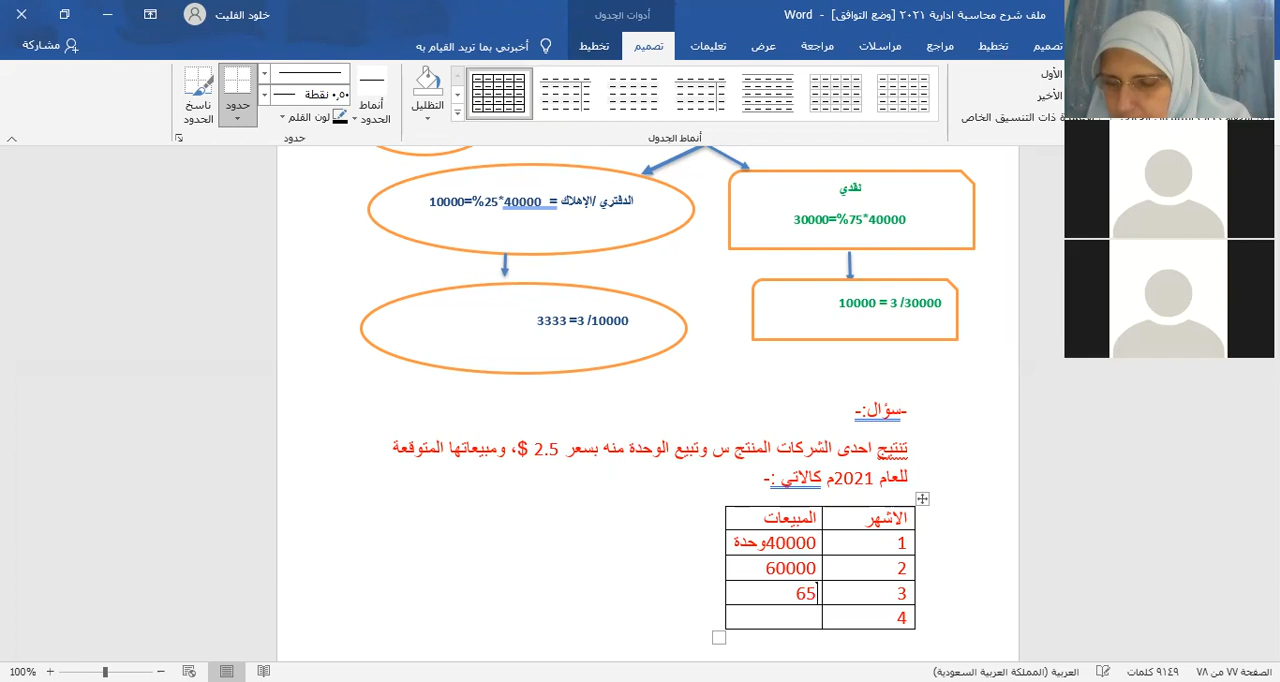 ملف شرح محاسبة ادارية ٢٠٢١ [وضع التوافق] - Word
أدوات الجدول
خلود الفليت
تصميم
تخطيط
مراجع
مراسلات
مراجعة
عرض
تعليمات
تصميم
تخطيط
أخبرني بما تريد القيام به
مشاركة
الأول
الأخير
ذات التنسيق الخاص
أنماط الجدول
التظليل
أنماط الحدود
٠,٥ نقطة
لون القلم
حدود
ناسخ الحدود
حدود
نقدي
30000=%75*40000
الدفتري /الإهلاك = 40000*25%=10000
10000 = 3 /30000
3333 =3 /10000
-سؤال:-
تنتيج احدى الشركات المنتج س وتبيع الوحدة منه بسعر 2.5 $، ومبيعاتها المتوقعة
للعام 2021م كالاتي :-
الاشهر المبيعات
1 40000وحدة
2 60000
3 65
4
الصفحة ٧٧ من ٧٨
٩١٤٩ كلمات
العربية (المملكة العربية السعودية)
100%